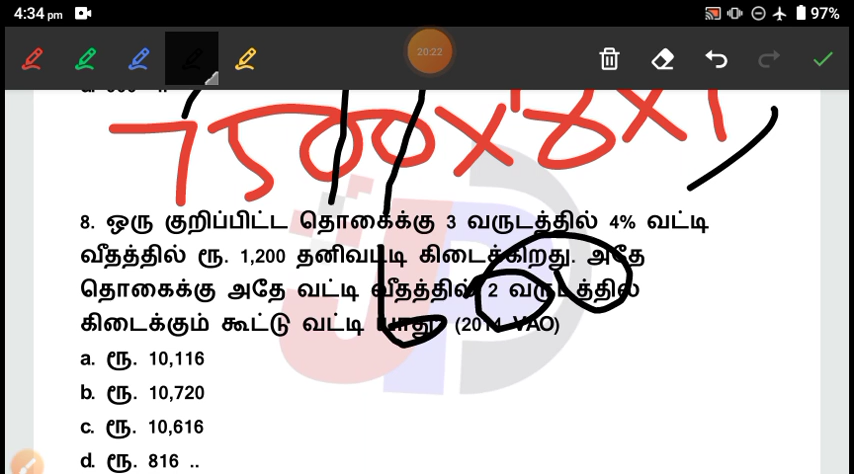 4:34 pm 97%
20:22
7500×8×1
8. ஒரு குறிப்பிட்ட தொகைக்கு 3 வருடத்தில் 4% வட்டி
வீதத்தில் ரூ. 1,200 தனிவட்டி கிடைக்கிறது. அதே
தொகைக்கு அதே வட்டி வீதத்தில் 2 வருடத்தில்
கிடைக்கும் கூட்டு வட்டி யாது? (2014 VAO)
a. ரூ. 10,116
b. ரூ. 10,720
c. ரூ. 10,616
d. ரூ. 816 ..